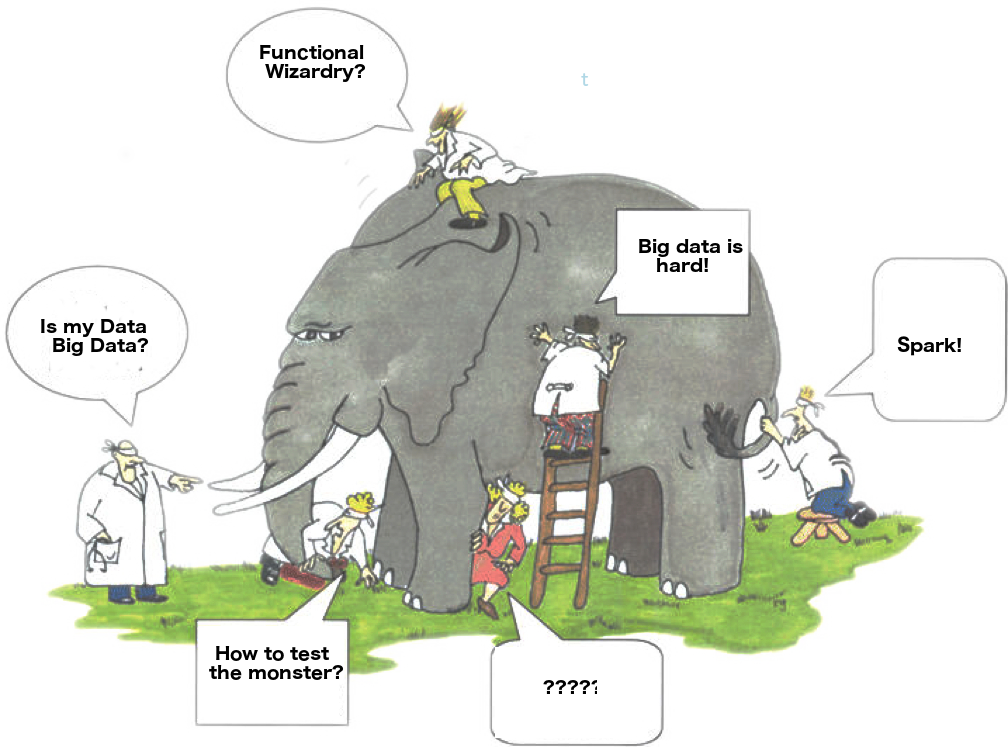 Functional
Wizardry?
t
Big data is
hard!
Is my Data
Big Data?
Spark!
How to test
the monster?
?????